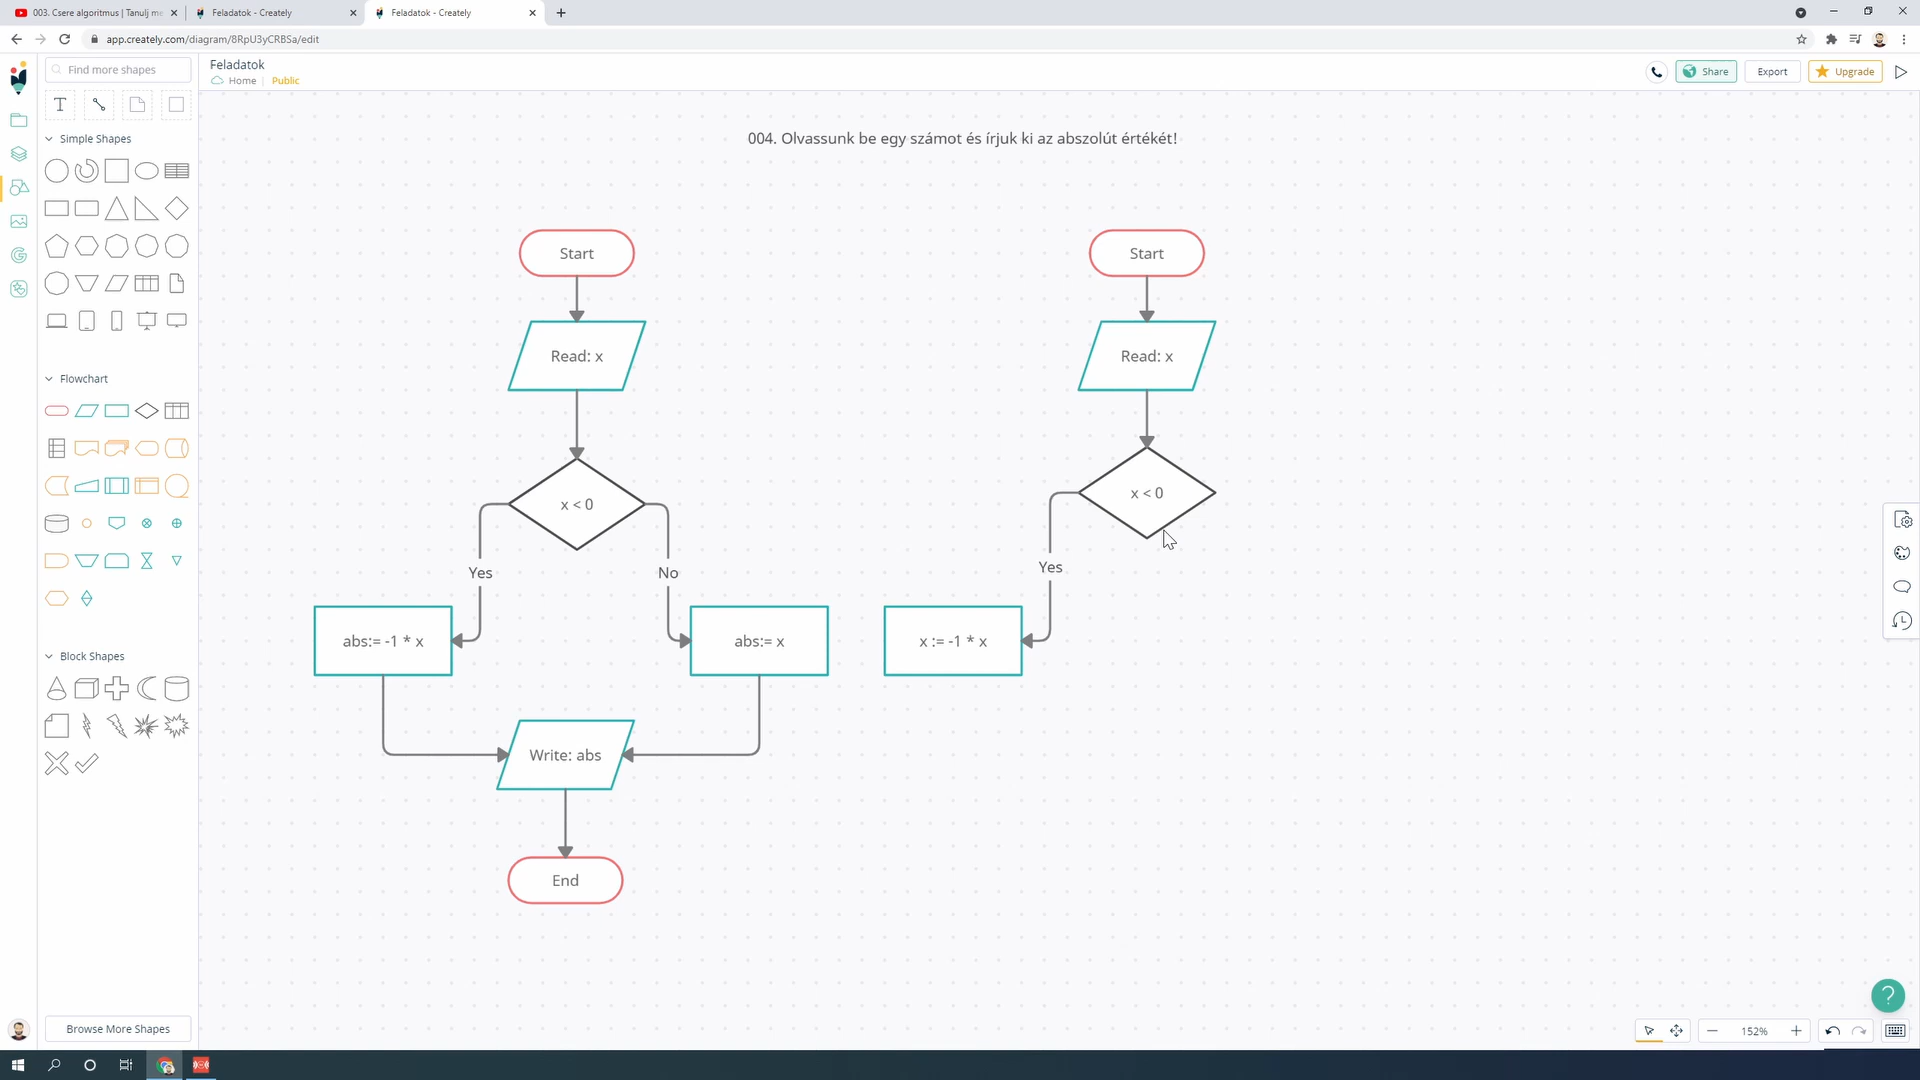 003. Csere algoritmus | Tanulj me
Feladatok - Creately
Feladatok - Creately
app.creately.com/diagram/8RpU3yCRBSa/edit
Find more shapes
Feladatok
Home
Public
Share
Export
Upgrade
T
Simple Shapes
Flowchart
Block Shapes
Browse More Shapes
004. Olvassunk be egy számot és írjuk ki az abszolút értékét!
Start
Read: x
x < 0
Yes
No
abs:= -1 * x
abs:= x
Write: abs
End
Start
Read: x
x < 0
Yes
x := -1 * x
?
152%